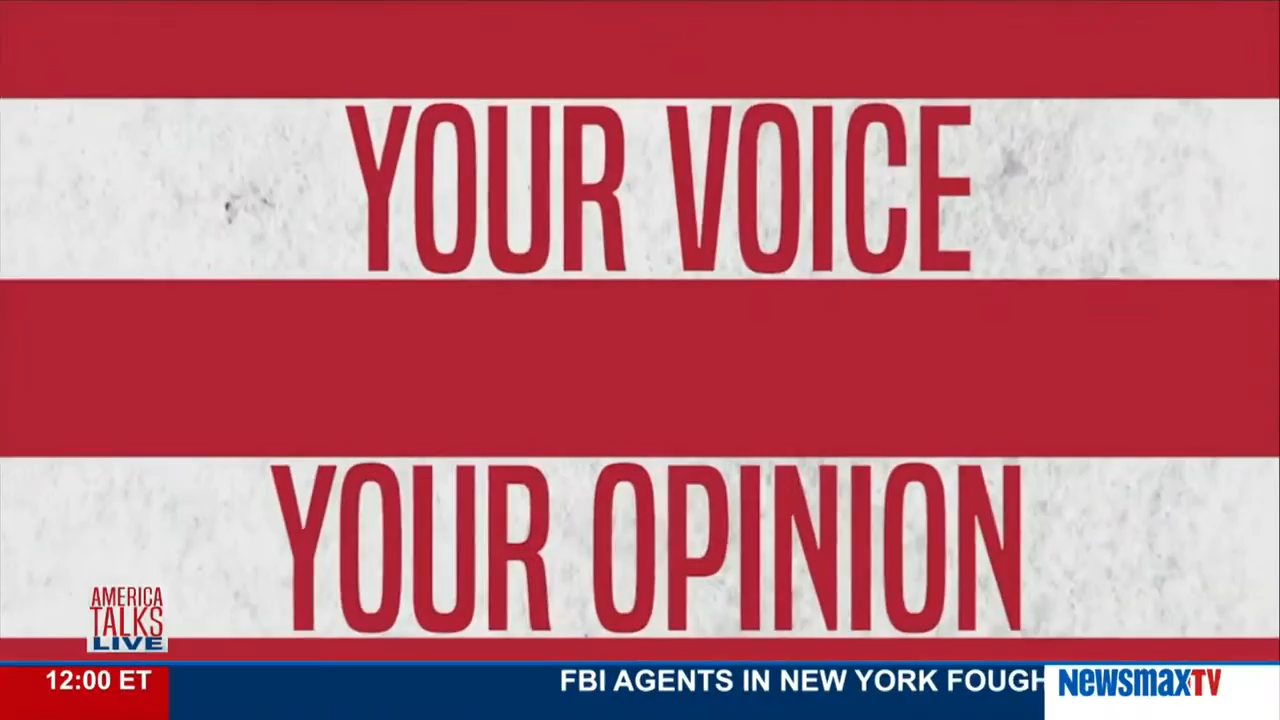 YOUR VOICE
YOUR OPINION
AMERICA
TALKS
LIVE
12:00 ET
FBI AGENTS IN NEW YORK FOUGH
NewsmaxTV